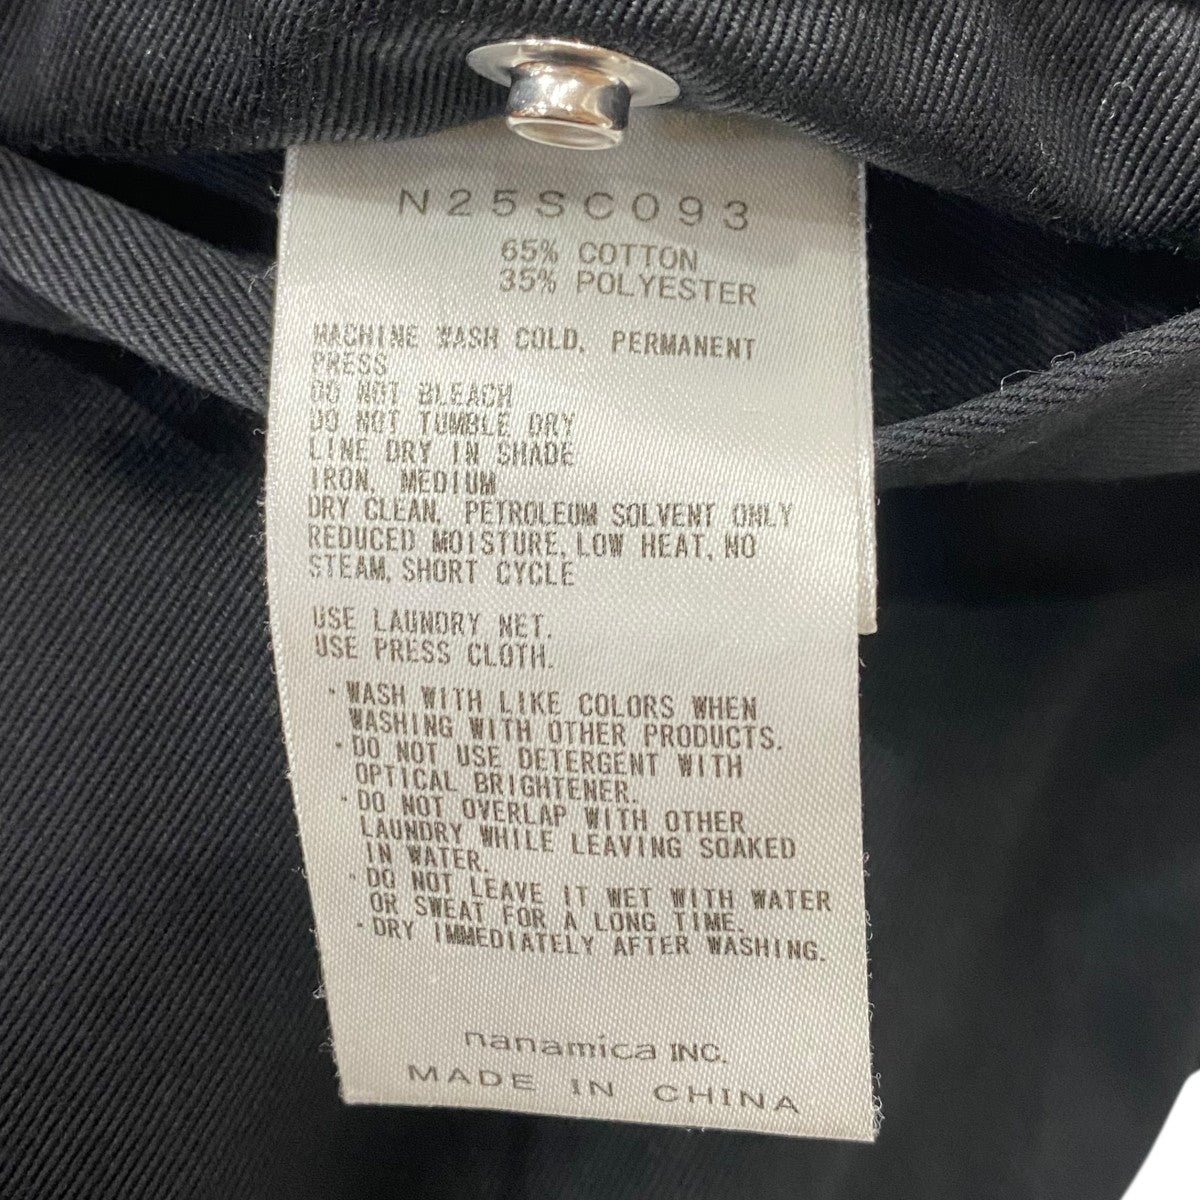 N25SC093
65% COTTON
35% POLYESTER
MACHINE WASH COLD, PERMANENT
PRESS
DO NOT BLEACH
DO NOT TUMBLE DRY
LINE DRY IN SHADE
IRON, MEDIUM
DRY CLEAN, PETROLEUM SOLVENT ONLY
REDUCED MOISTURE, LOW HEAT, NO
STEAM, SHORT CYCLE
USE LAUNDRY NET.
USE PRESS CLOTH.
・WASH WITH LIKE COLORS WHEN
WASHING WITH OTHER PRODUCTS.
・DO NOT USE DETERGENT WITH
OPTICAL BRIGHTENER.
・DO NOT OVERLAP WITH OTHER
LAUNDRY WHILE LEAVING SOAKED
IN WATER.
・DO NOT LEAVE IT WET WITH WATER
OR SWEAT FOR A LONG TIME.
・DRY IMMEDIATELY AFTER WASHING.
nanamica INC.
MADE IN CHINA